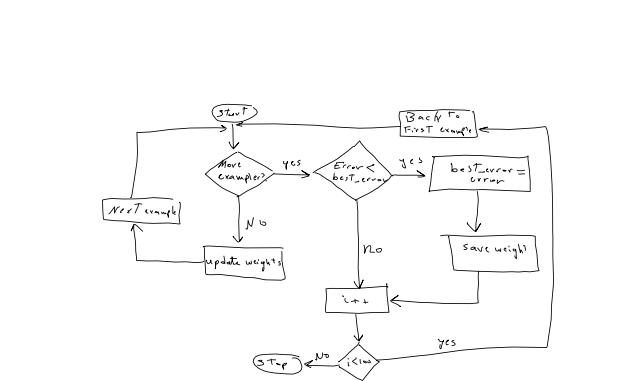 Start
Back to
First example
More
examples?
yes
Error <
best_error
yes
best_error =
error
Next example
No
update weights
no
save weight
i++
yes
i<100
No
Stop